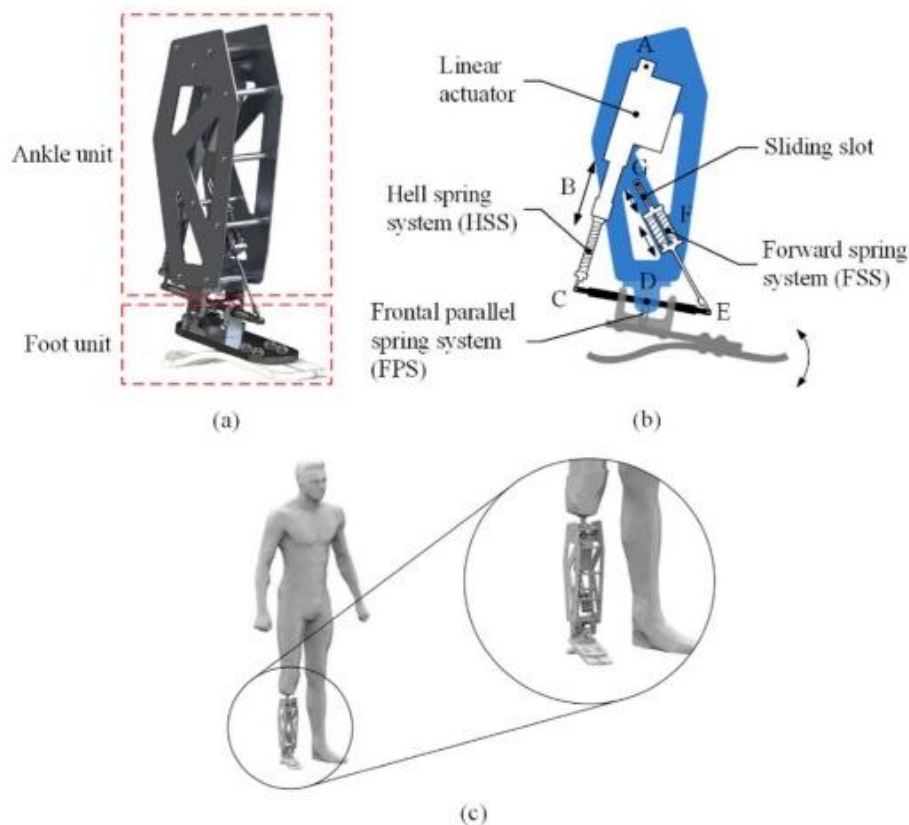 Ankle unit
Foot unit
(a)
A
Linear
actuator
Sliding slot
G
B
F
Hell spring
system (HSS)
Forward spring
system (FSS)
D
C
E
Frontal parallel
spring system
(FPS)
(b)
(c)